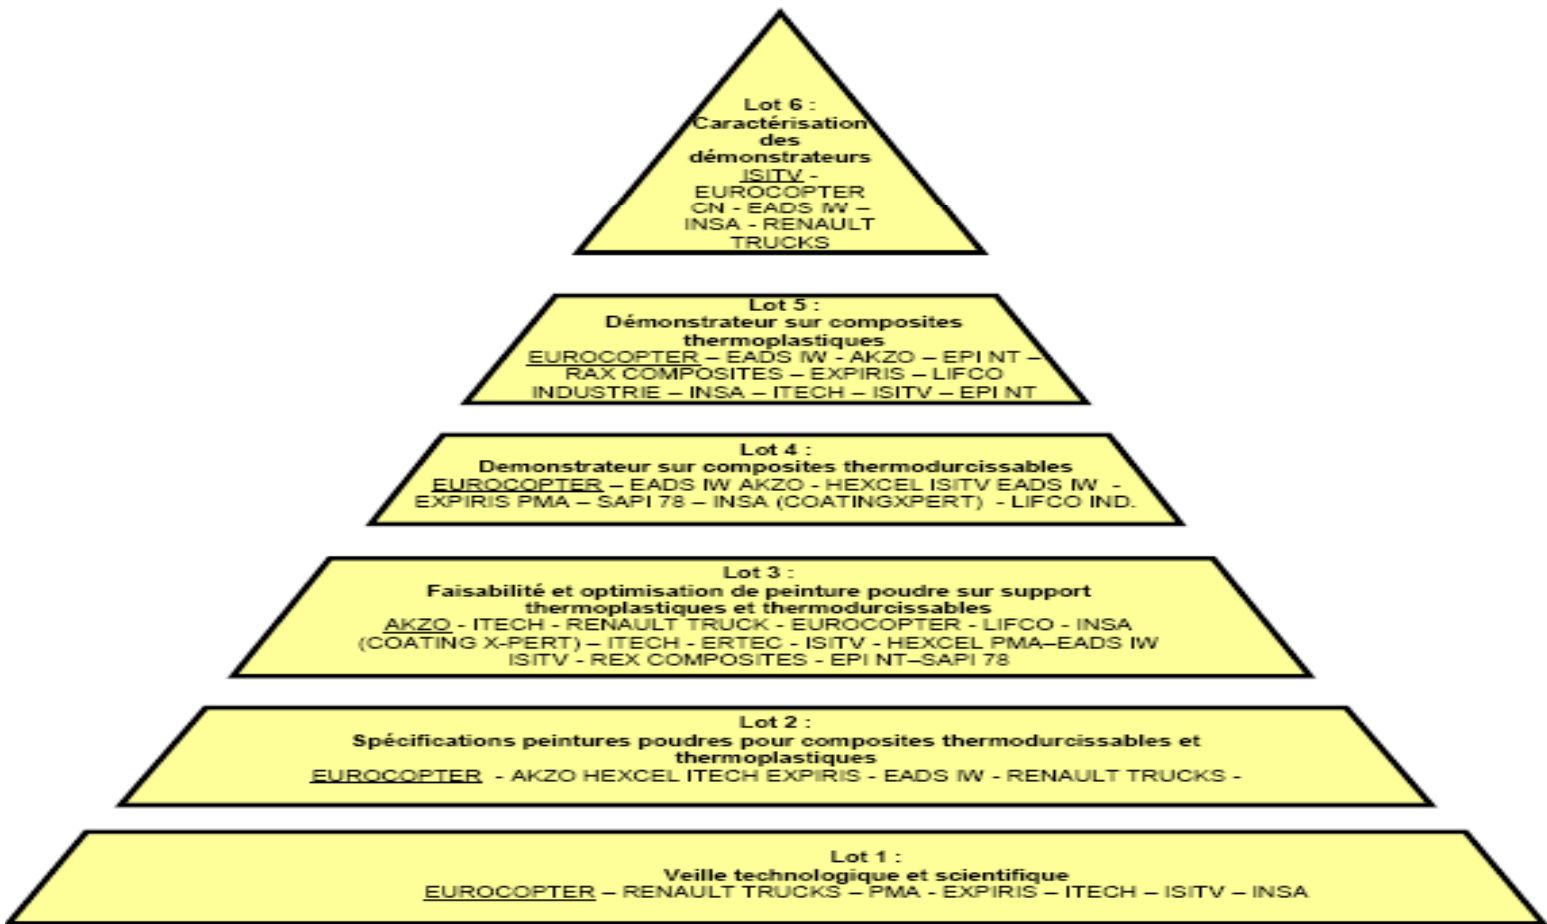 Lot 6 :
Caractérisation
des
démonstrateurs
ISITV -
EUROCOPTER
CN - EADS IW –
INSA - RENAULT
TRUCKS
Lot 5 :
Démonstrateur sur composites
thermoplastiques
EUROCOPTER – EADS IW - AKZO – EPI NT –
RAX COMPOSITES – EXPIRIS – LIFCO
INDUSTRIE – INSA – ITECH – ISITV – EPI NT
Lot 4 :
Demonstrateur sur composites thermodurcissables
EUROCOPTER – EADS IW AKZO - HEXCEL ISITV EADS IW -
EXPIRIS PMA – SAPI 78 – INSA (COATINGXPERT) - LIFCO IND.
Lot 3 :
Faisabilité et optimisation de peinture poudre sur support
thermoplastiques et thermodurcissables
AKZO - ITECH - RENAULT TRUCK - EUROCOPTER - LIFCO - INSA
(COATING X-PERT) – ITECH - ERTEC - ISITV - HEXCEL PMA–EADS IW
ISITV - REX COMPOSITES - EPI NT–SAPI 78
Lot 2 :
Spécifications peintures poudres pour composites thermodurcissables et
thermoplastiques
EUROCOPTER - AKZO HEXCEL ITECH EXPIRIS - EADS IW - RENAULT TRUCKS -
Lot 1 :
Veille technologique et scientifique
EUROCOPTER – RENAULT TRUCKS – PMA - EXPIRIS – ITECH – ISITV – INSA